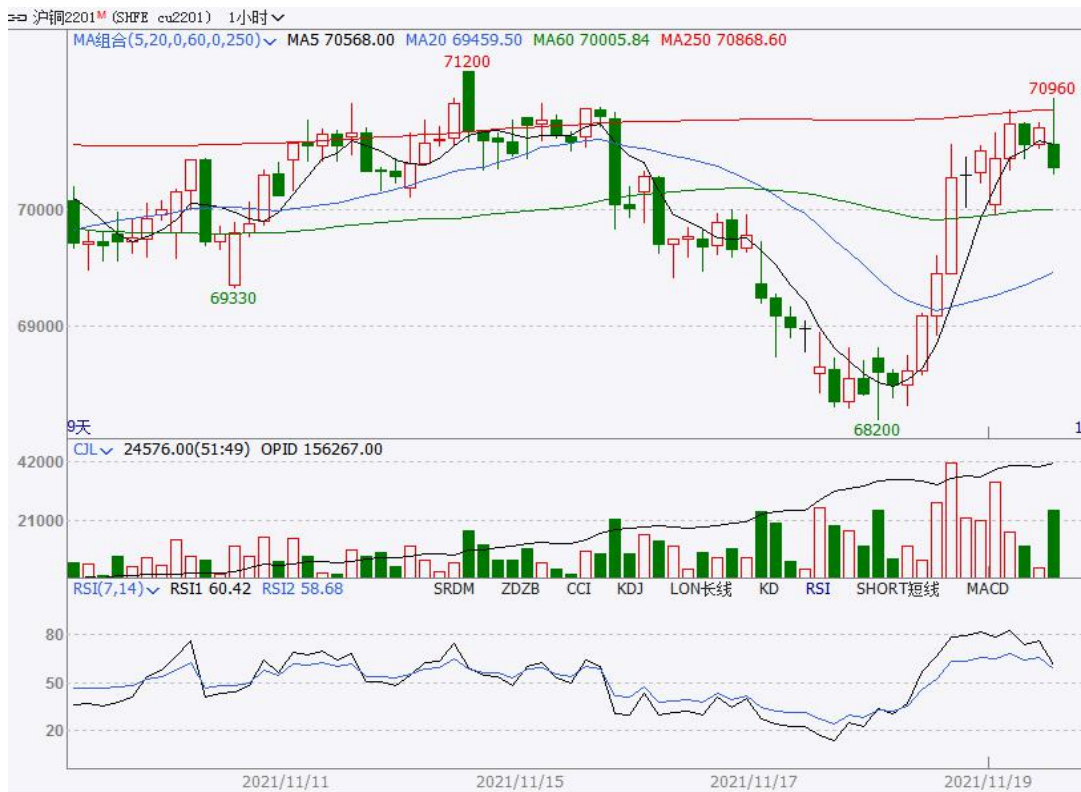 沪铜2201M (SHFE cu2201) 1小时
MA组合(5,20,0,60,0,250) MA5 70568.00 MA20 69459.50 MA60 70005.84 MA250 70868.60
71200
70960
70000
69330
69000
68200
9天
1
CJL 24576.00(51:49) OPID 156267.00
42000
21000
RSI(7,14) RSI1 60.42 RSI2 58.68 SRDM ZDZB CCI KDJ LON长线 KD RSI SHORT短线 MACD
80
50
20
2021/11/11 2021/11/15 2021/11/17 2021/11/19